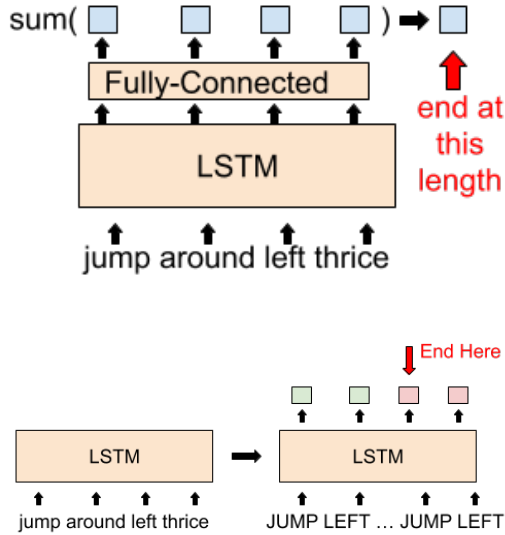 sum( ) end at
this
length
Fully-Connected
LSTM
jump around left thrice
End Here
LSTM LSTM
jump around left thrice JUMP LEFT ... JUMP LEFT